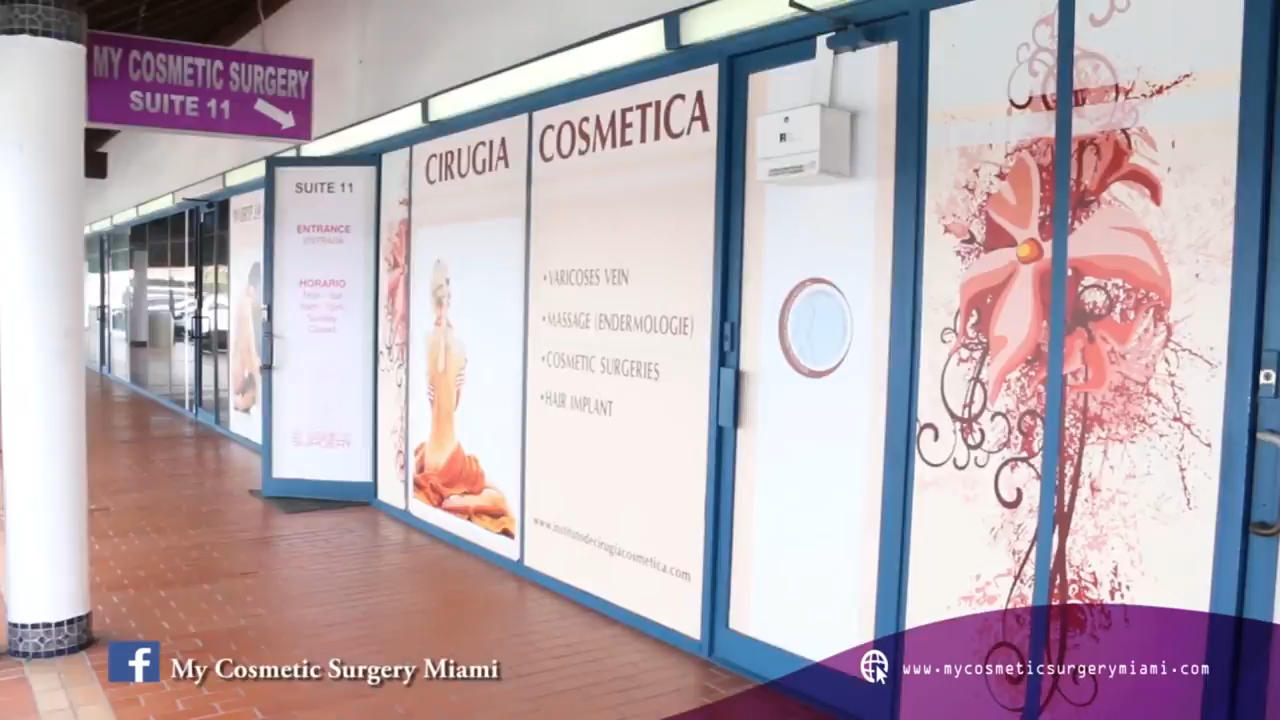 MY COSMETIC SURGERY
SUITE 11
SUITE 11
ENTRANCE
ENTRADA
HORARIO
CIRUGIA
COSMETICA
•VARICOSES VEIN
•MASSAGE (ENDERMOLOGIE)
•COSMETIC SURGERIES
•HAIR IMPLANT
www.institutodecirugiacosmetica.com
f My Cosmetic Surgery Miami
www.mycosmeticsurgerymiami.com